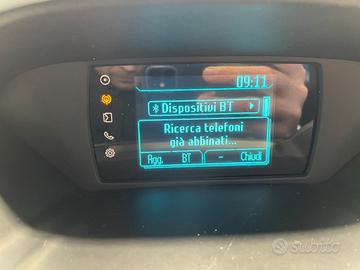 09:11
Dispositivi BT
Ricerca telefoni
già abbinati...
Agg. BT – Chiudi
subito